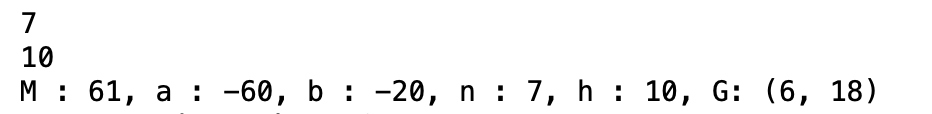 7
10
M : 61, a : -60, b : -20, n : 7, h : 10, G: (6, 18)